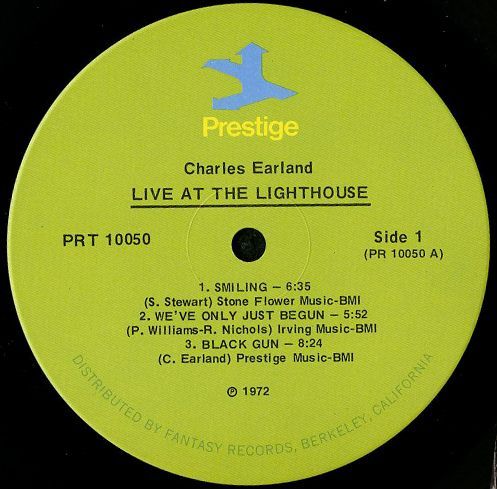 Prestige
Charles Earland
LIVE AT THE LIGHTHOUSE
PRT 10050
Side 1
(PR 10050 A)
1. SMILING – 6:35
(S. Stewart) Stone Flower Music-BMI
2. WE'VE ONLY JUST BEGUN – 5:52
(P. Williams-R. Nichols) Irving Music-BMI
3. BLACK GUN – 8:24
(C. Earland) Prestige Music-BMI
℗ 1972
DISTRIBUTED BY FANTASY RECORDS, BERKELEY, CALIFORNIA